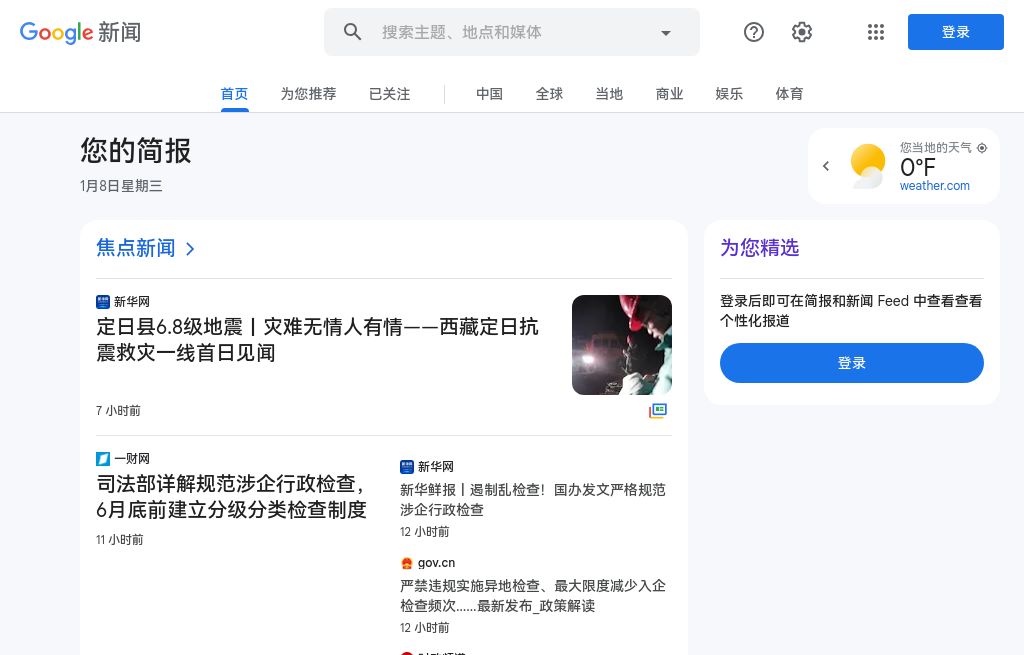 Google 新闻
搜索主题、地点和媒体
登录
首页
为您推荐
已关注
中国
全球
当地
商业
娱乐
体育
您的简报
1月8日星期三
您当地的天气
0°F
weather.com
焦点新闻
新华网
定日县6.8级地震丨灾难无情人有情——西藏定日抗
震救灾一线首日见闻
7 小时前
一财网
司法部详解规范涉企行政检查，
6月底前建立分级分类检查制度
11 小时前
新华网
新华鲜报丨遏制乱检查！国办发文严格规范
涉企行政检查
12 小时前
gov.cn
严禁违规实施异地检查、最大限度减少入企
检查频次……最新发布_政策解读
12 小时前
为您精选
登录后即可在简报和新闻 Feed 中查看查看
个性化报道
登录